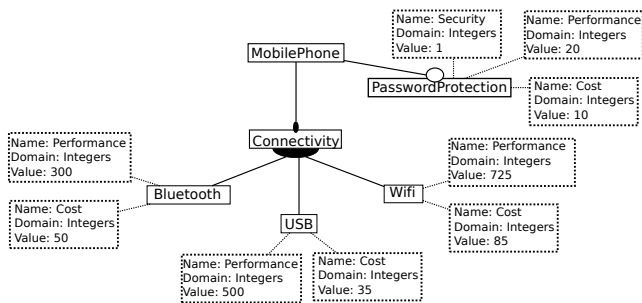 Name: Security
Domain: Integers
Value: 1
Name: Performance
Domain: Integers
Value: 20
MobilePhone
PasswordProtection
Name: Cost
Domain: Integers
Value: 10
Connectivity
Name: Performance
Domain: Integers
Value: 300
Name: Performance
Domain: Integers
Value: 725
Bluetooth
Wifi
Name: Cost
Domain: Integers
Value: 50
Name: Cost
Domain: Integers
Value: 85
USB
Name: Performance
Domain: Integers
Value: 500
Name: Cost
Domain: Integers
Value: 35